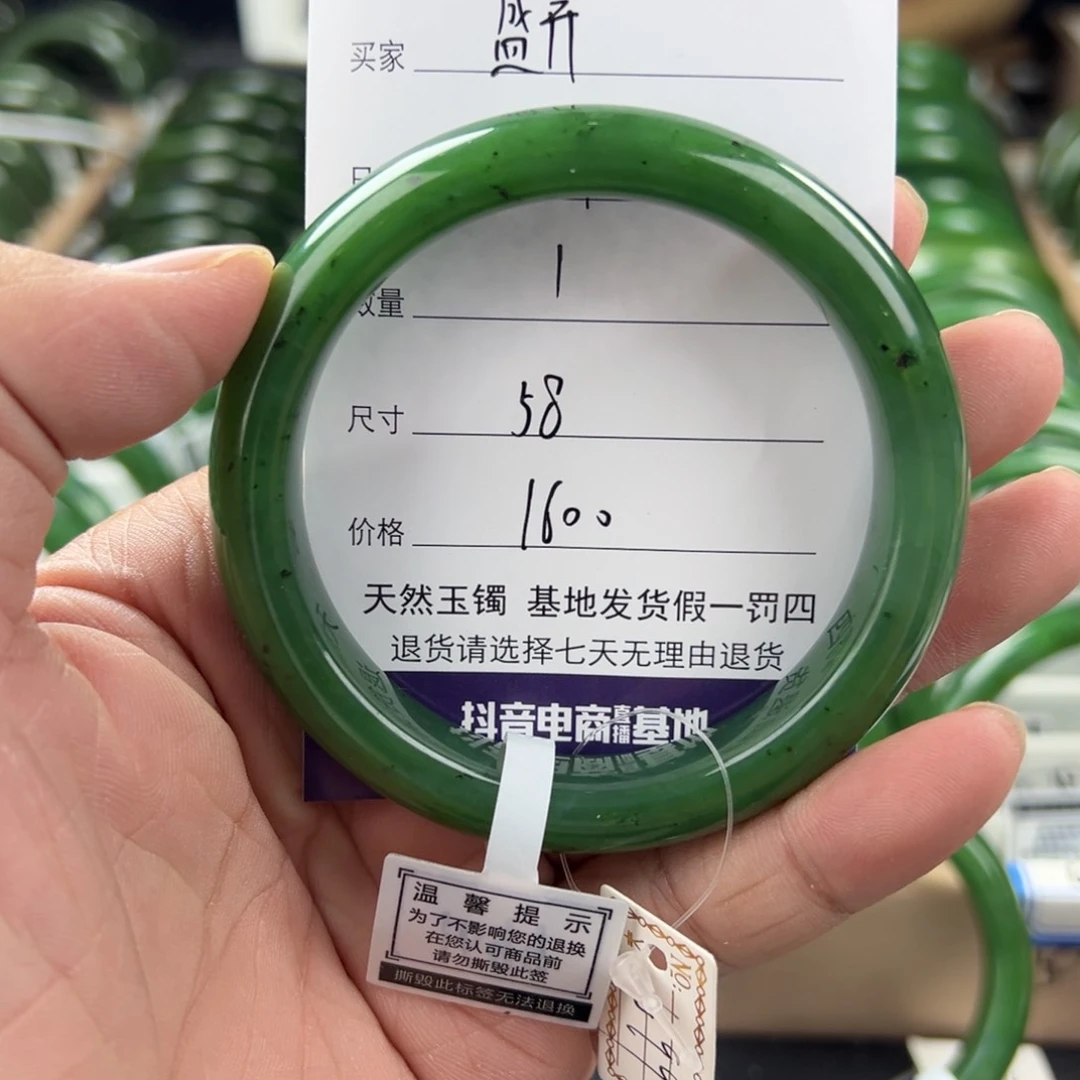 买家 盛开
数量 1
尺寸 58
价格 1600
天然玉镯 基地发货假一罚四
退货请选择七天无理由退货
抖音电商直播基地
温馨提示
为了不影响您的退换
在您认可商品前
请勿撕毁此签
撕毁此标签无法退换
NO.